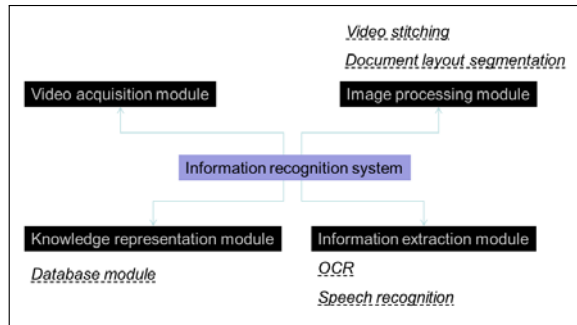 Video stitching
Document layout segmentation
Video acquisition module
Image processing module
Information recognition system
Knowledge representation module
Information extraction module
Database module
OCR
Speech recognition